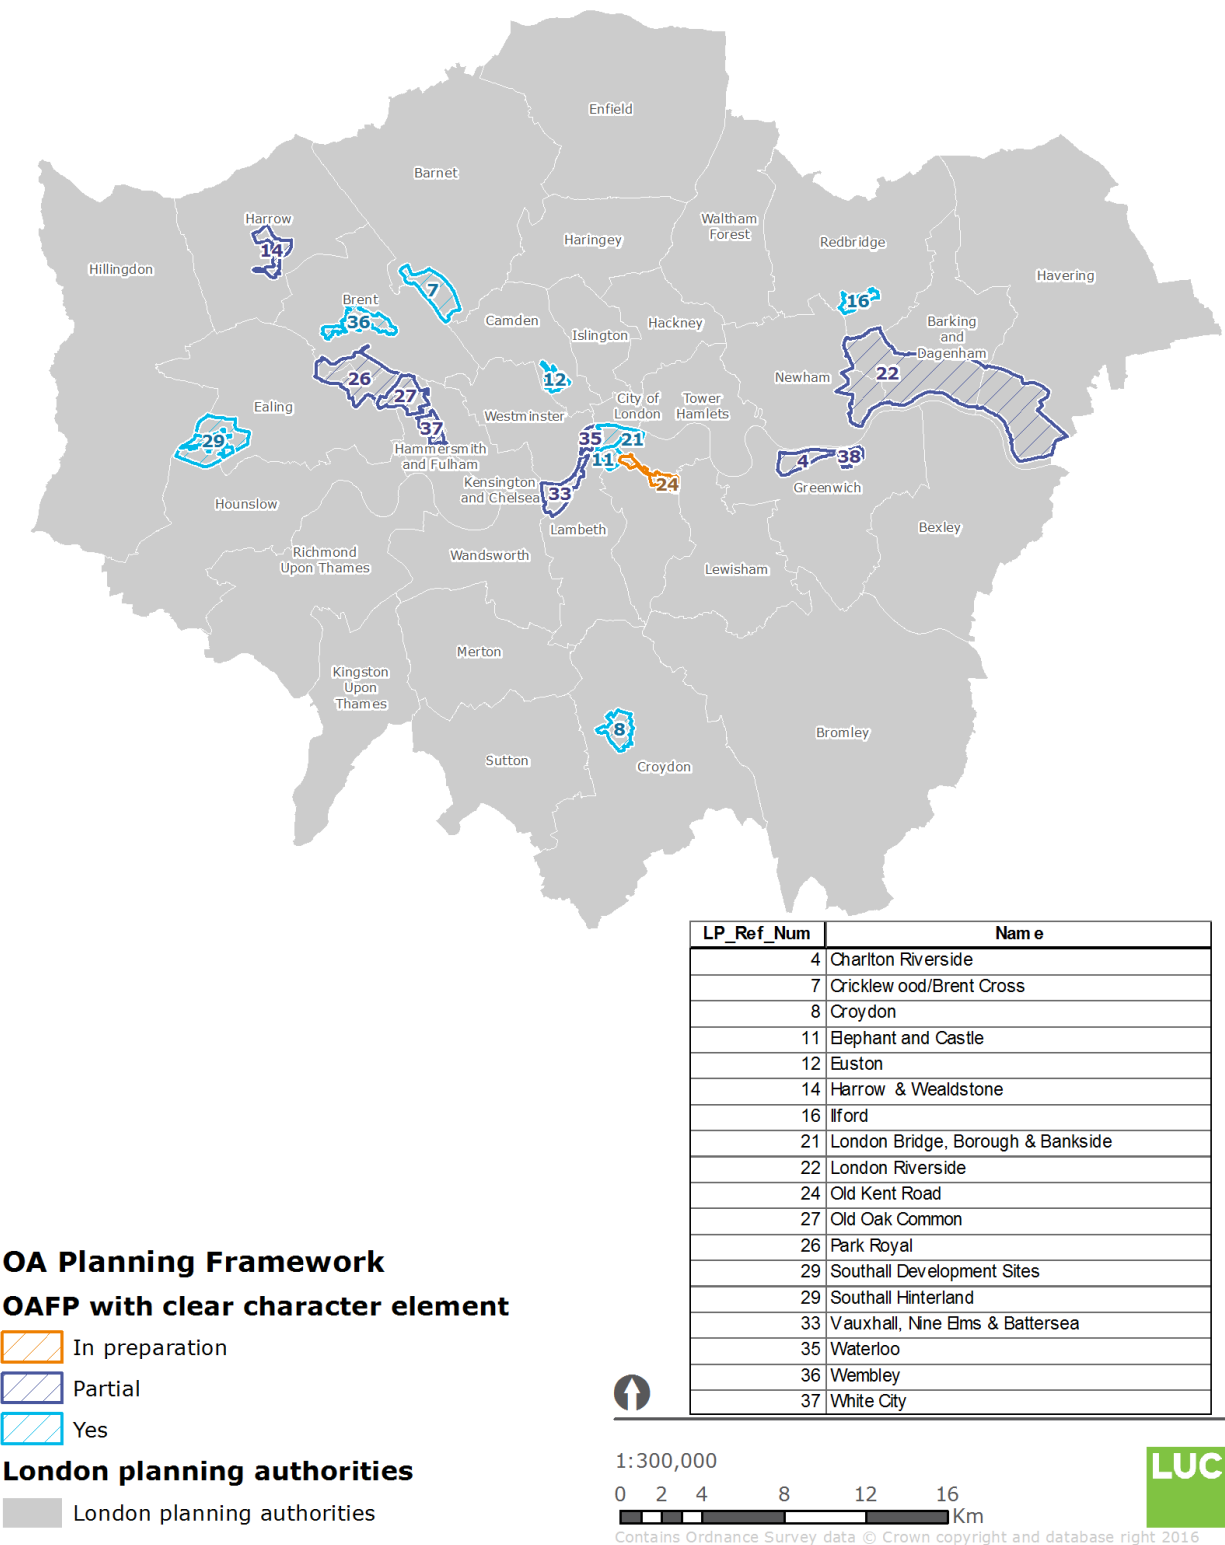 Enfield
Barnet
Harrow
14
Hillingdon
Haringey
Waltham
Forest
Redbridge
Havering
7
16
Brent
36
Camden
Islington
Hackney
Barking
and
Dagenham
26
27
12
Newham
22
Ealing
29
37
Westminster
City of
London
Tower
Hamlets
Hammersmith
and Fulham
35
21
11
4
38
Kensington
and Chelsea
33
24
Greenwich
Hounslow
Lambeth
Bexley
Richmond
Upon Thames
Wandsworth
Lewisham
Merton
Kingston
Upon
Thames
8
Bromley
Sutton
Croydon
LP_Ref_Num Name
4 Charlton Riverside
7 Cricklewood/Brent Cross
8 Croydon
11 Elephant and Castle
12 Euston
14 Harrow & Wealdstone
16 Ilford
21 London Bridge, Borough & Bankside
22 London Riverside
24 Old Kent Road
27 Old Oak Common
26 Park Royal
29 Southall Development Sites
29 Southall Hinterland
33 Vauxhall, Nine Elms & Battersea
35 Waterloo
36 Wembley
37 White City
OA Planning Framework
OAFP with clear character element
In preparation
Partial
Yes
London planning authorities
London planning authorities
1:300,000
0 2 4 8 12 16
Km
LUC
Contains Ordnance Survey data © Crown copyright and database right 2016